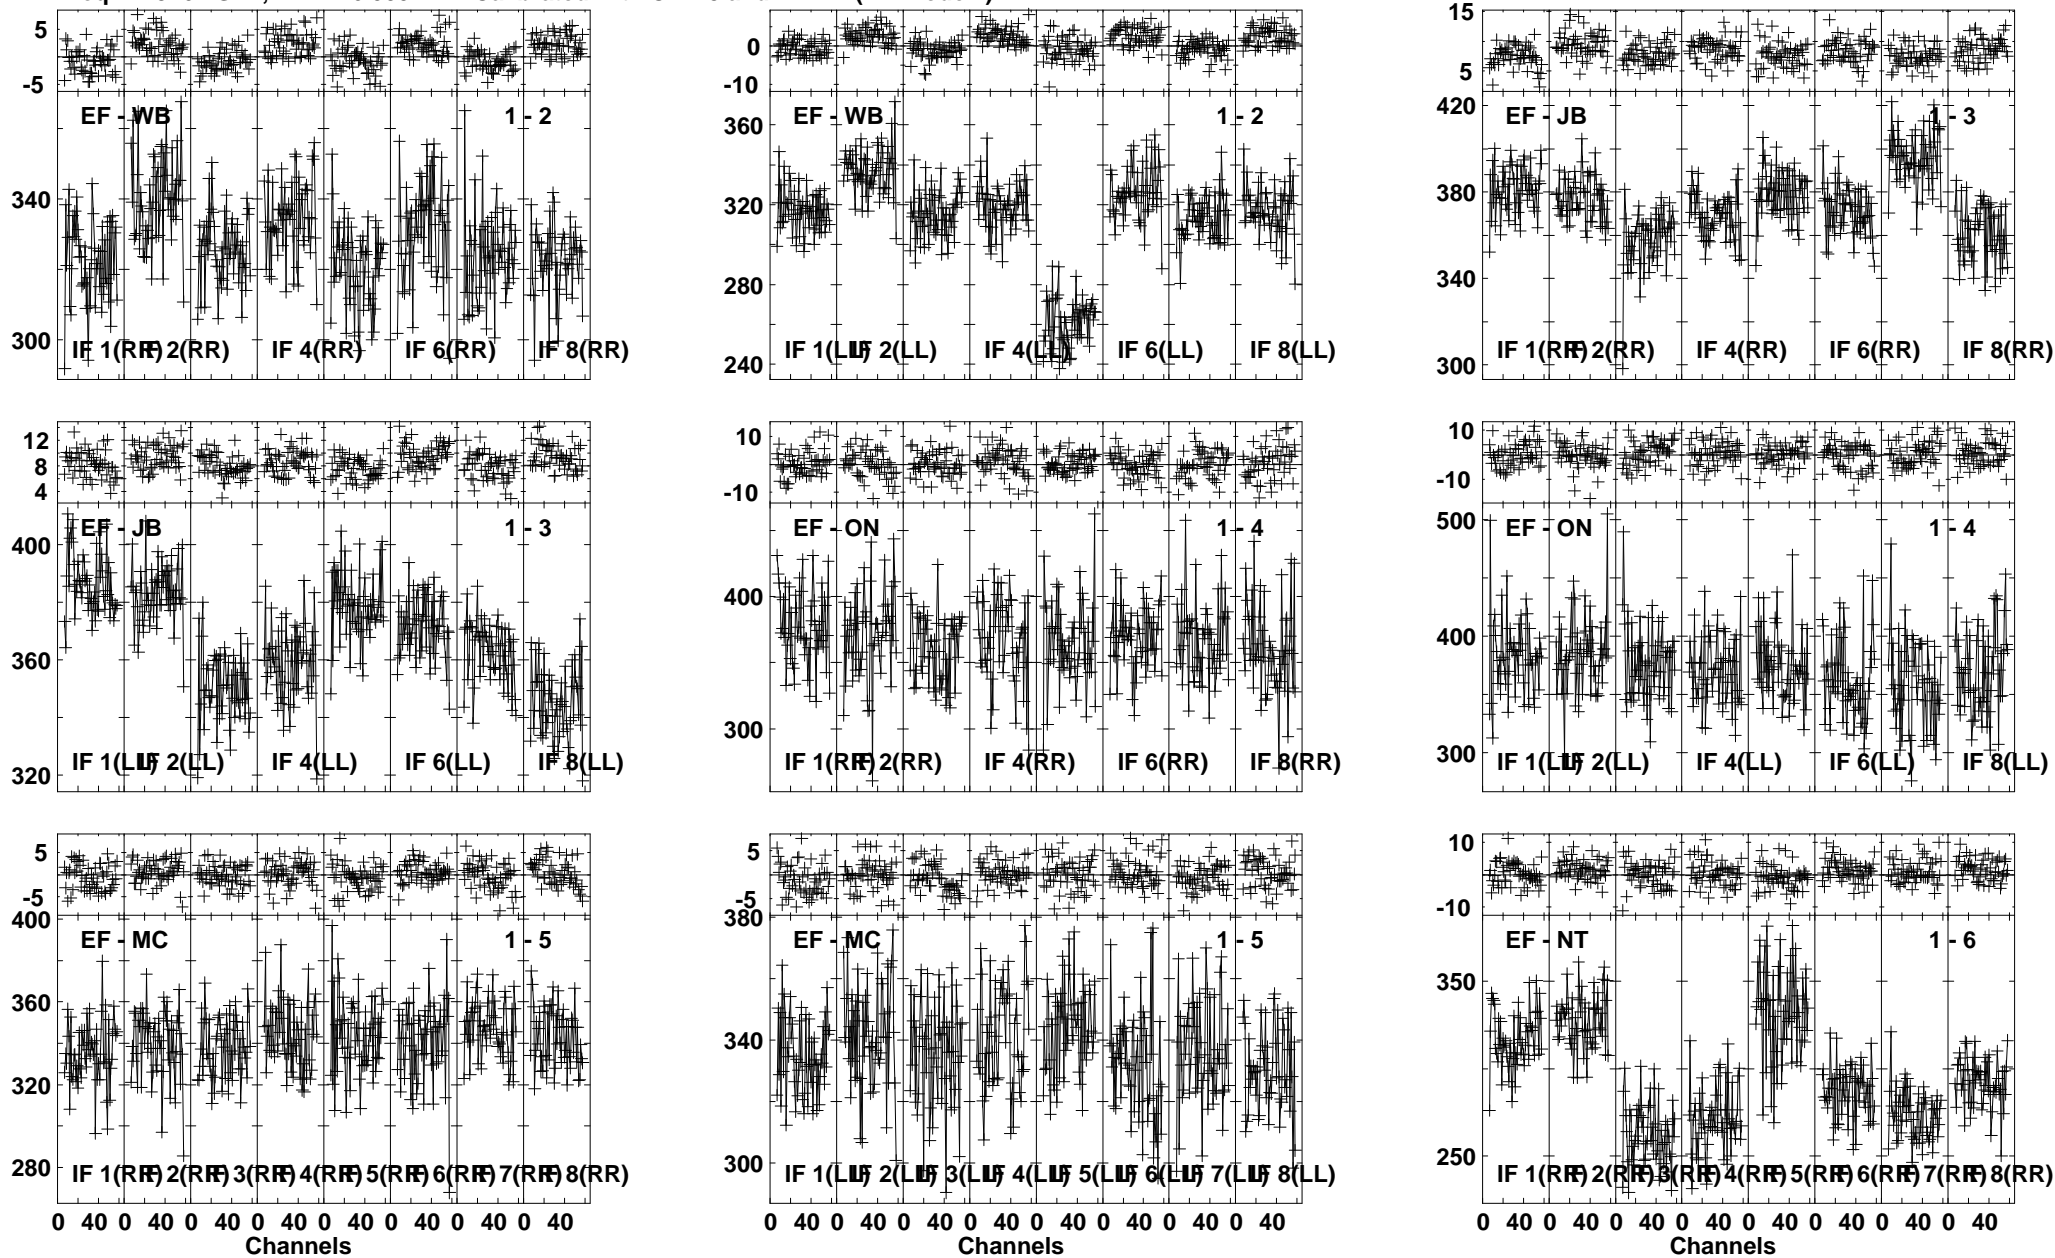 5
-5
EF - WB
1 - 2
340
300
IF 1(RR) IF 2(RR) IF 4(RR) IF 6(RR) IF 8(RR)
0
-10
EF - WB
1 - 2
360
320
280
240
IF 1(LL) IF 2(LL) IF 4(LL) IF 6(LL) IF 8(LL)
15
5
EF - JB
1 - 3
420
380
340
300
IF 1(RR) IF 2(RR) IF 4(RR) IF 6(RR) IF 8(RR)
12
8
4
EF - JB
1 - 3
400
360
320
IF 1(LL) IF 2(LL) IF 4(LL) IF 6(LL) IF 8(LL)
10
-10
EF - ON
1 - 4
400
300
IF 1(RR) IF 2(RR) IF 4(RR) IF 6(RR) IF 8(RR)
10
-10
EF - ON
1 - 4
500
400
300
IF 1(LL) IF 2(LL) IF 4(LL) IF 6(LL) IF 8(LL)
5
-5
EF - MC
1 - 5
400
360
320
280
IF 1(RR) IF 2(RR) IF 3(RR) IF 4(RR) IF 5(RR) IF 6(RR) IF 7(RR) IF 8(RR)
0 40 0 40 0 40 0 40 0 40 0 40 0 40 0 40
Channels
5
-5
EF - MC
1 - 5
380
340
300
IF 1(LL) IF 2(LL) IF 3(LL) IF 4(LL) IF 5(LL) IF 6(LL) IF 7(LL) IF 8(LL)
0 40 0 40 0 40 0 40 0 40 0 40 0 40 0 40
Channels
10
-10
EF - NT
1 - 6
350
250
IF 1(RR) IF 2(RR) IF 3(RR) IF 4(RR) IF 5(RR) IF 6(RR) IF 7(RR) IF 8(RR)
0 40 0 40 0 40 0 40 0 40 0 40 0 40 0 40
Channels